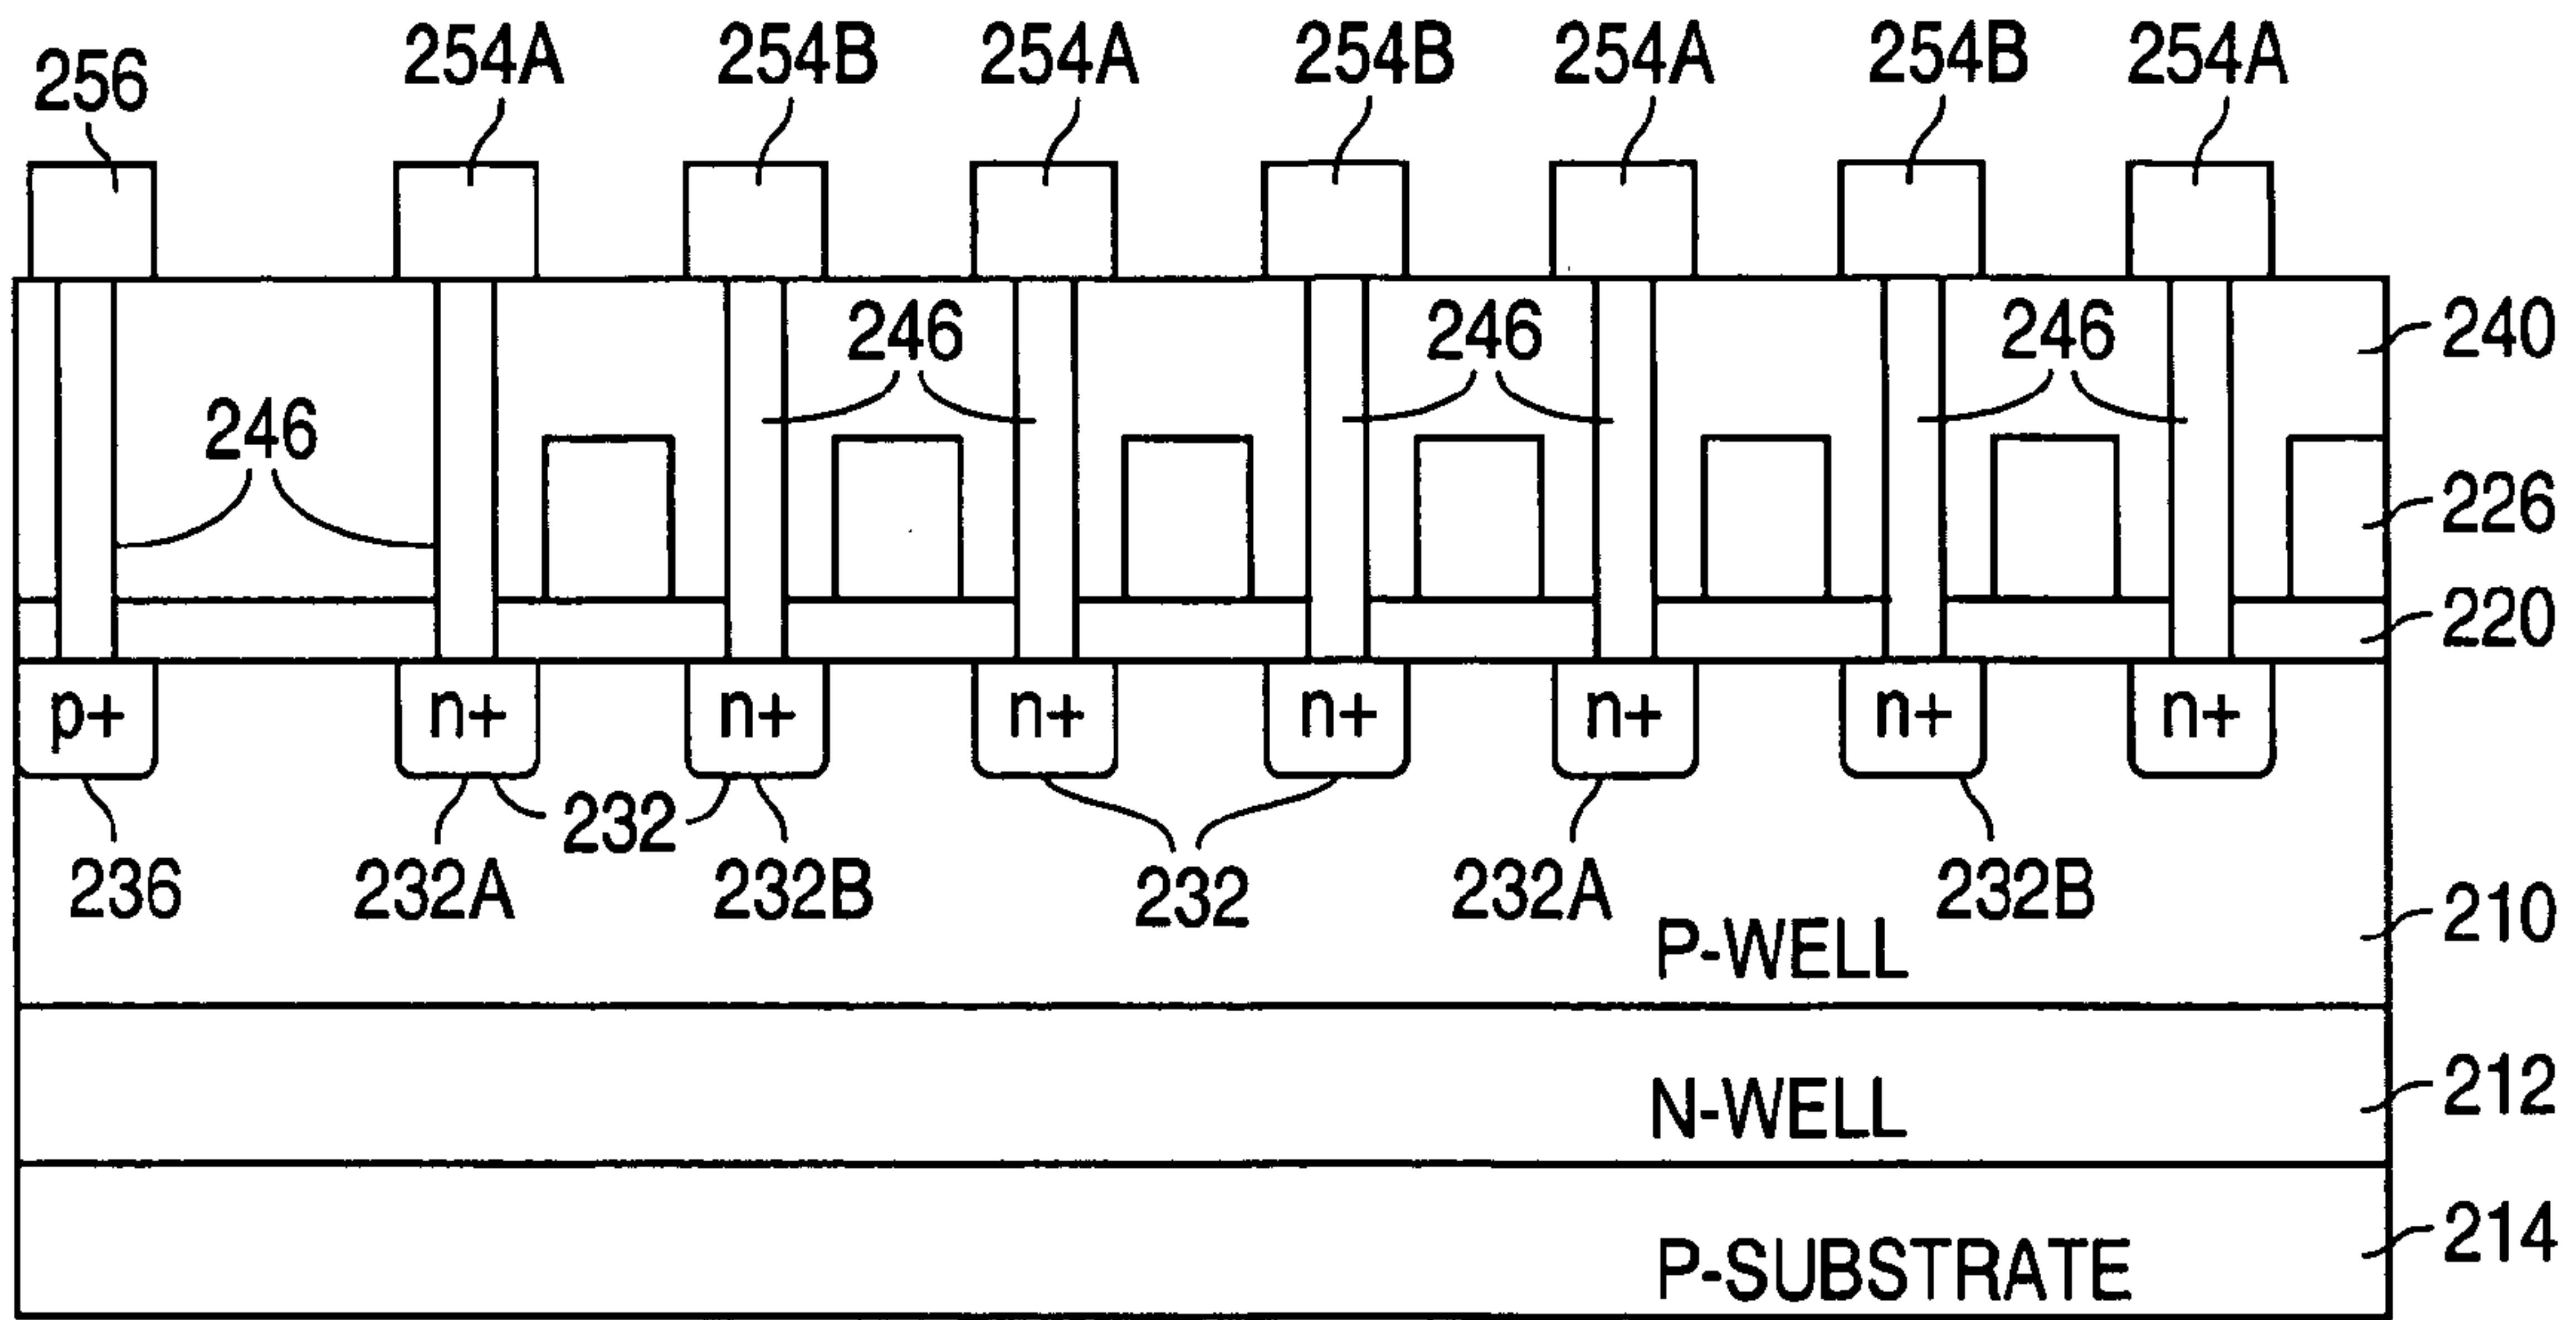 256 254A 254B 254A 254B 254A 254B 254A
246 246 246 240
246
226
220
p+ n+ n+ n+ n+ n+ n+ n+
232
236 232A 232B 232 232A 232B
210
P-WELL
212
N-WELL
214
P-SUBSTRATE